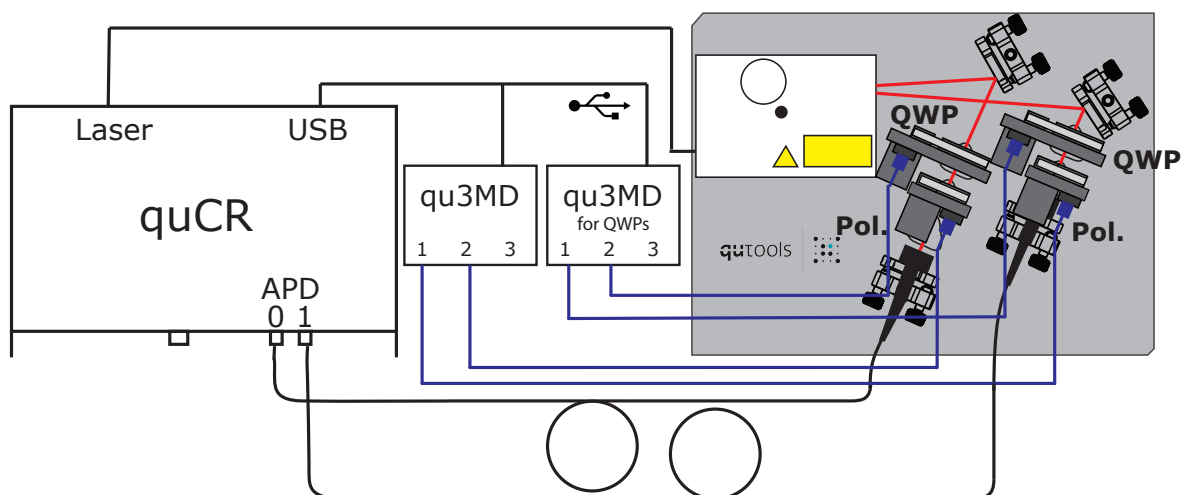 Laser
USB
quCR
APD
0 1
qu3MD
1 2 3
qu3MD
for QWPs
1 2 3
QWP
QWP
Pol.
Pol.
qutools